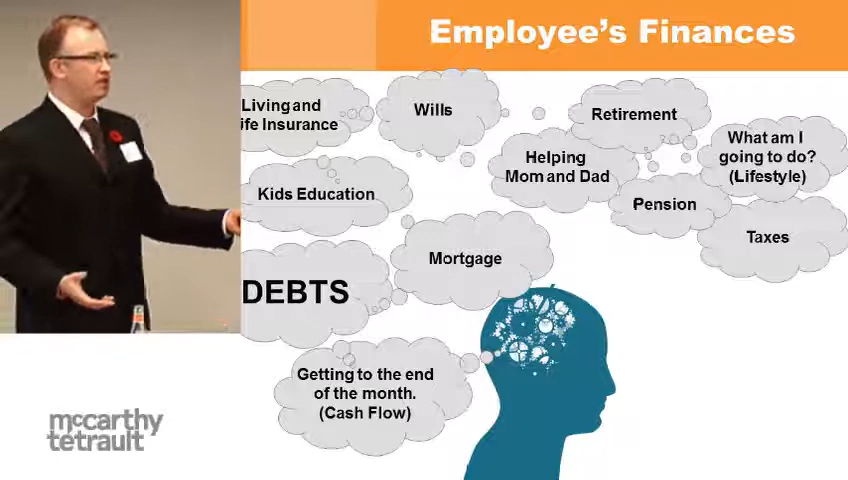 Employee's Finances
Living and
ife Insurance
Wills
Retirement
What am I
going to do?
(Lifestyle)
Helping
Mom and Dad
Kids Education
Pension
Taxes
Mortgage
DEBTS
Getting to the end
of the month.
(Cash Flow)
mccarthy
tetrault